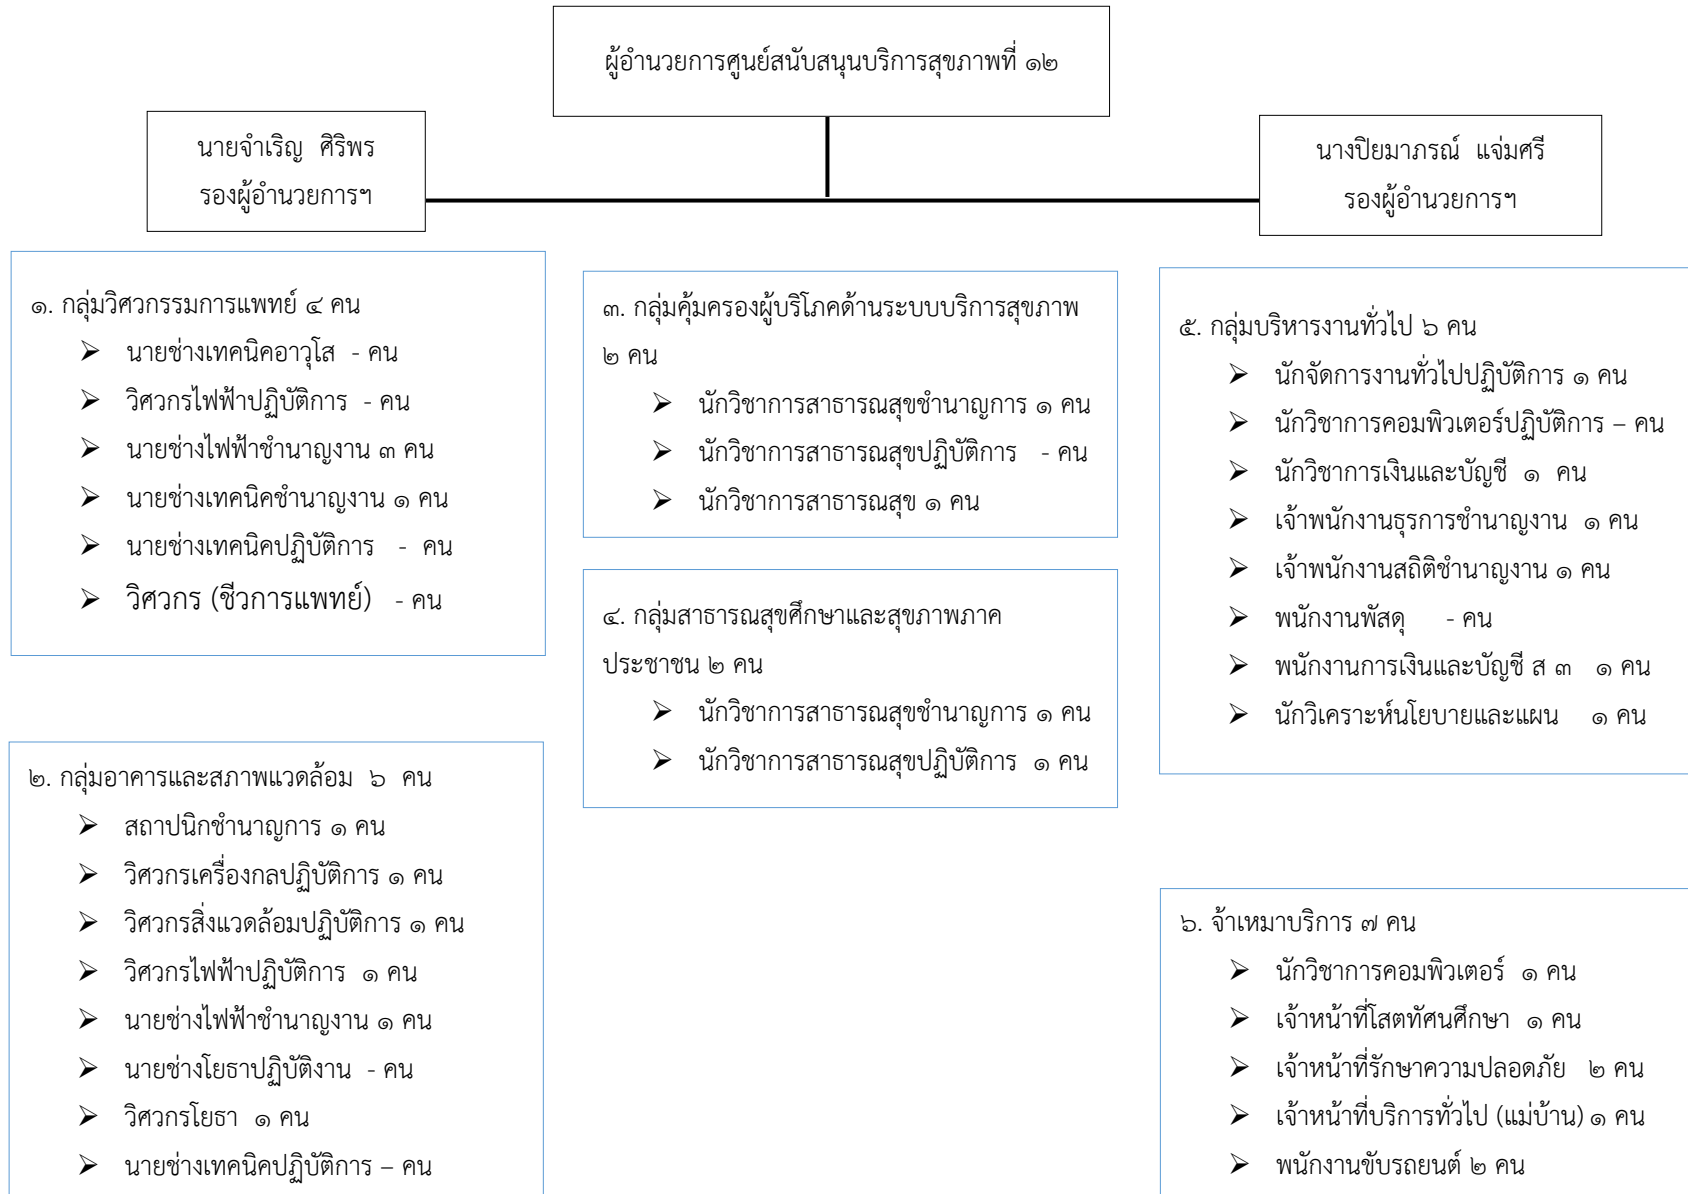 ผู้อำนวยการศูนย์สนับสนุนบริการสุขภาพที่ ๑๒
นายจำเริญ ศิริพร
รองผู้อำนวยการฯ
นางปิยมาภรณ์ แจ่มศรี
รองผู้อำนวยการฯ
๑. กลุ่มวิศวกรรมการแพทย์ ๔ คน
➢ นายช่างเทคนิคอาวุโส - คน
➢ วิศวกรไฟฟ้าปฏิบัติการ - คน
➢ นายช่างไฟฟ้าชำนาญงาน ๓ คน
➢ นายช่างเทคนิคชำนาญงาน ๑ คน
➢ นายช่างเทคนิคปฏิบัติการ - คน
➢ วิศวกร (ชีวการแพทย์) - คน
๒. กลุ่มอาคารและสภาพแวดล้อม ๖ คน
➢ สถาปนิกชำนาญการ ๑ คน
➢ วิศวกรเครื่องกลปฏิบัติการ ๑ คน
➢ วิศวกรสิ่งแวดล้อมปฏิบัติการ ๑ คน
➢ วิศวกรไฟฟ้าปฏิบัติการ ๑ คน
➢ นายช่างไฟฟ้าชำนาญงาน ๑ คน
➢ นายช่างโยธาปฏิบัติงาน - คน
➢ วิศวกรโยธา ๑ คน
➢ นายช่างเทคนิคปฏิบัติการ – คน
๓. กลุ่มคุ้มครองผู้บริโภคด้านระบบบริการสุขภาพ
๒ คน
➢ นักวิชาการสาธารณสุขชำนาญการ ๑ คน
➢ นักวิชาการสาธารณสุขปฏิบัติการ - คน
➢ นักวิชาการสาธารณสุข ๑ คน
๔. กลุ่มสาธารณสุขศึกษาและสุขภาพภาค
ประชาชน ๒ คน
➢ นักวิชาการสาธารณสุขชำนาญการ ๑ คน
➢ นักวิชาการสาธารณสุขปฏิบัติการ ๑ คน
๕. กลุ่มบริหารงานทั่วไป ๖ คน
➢ นักจัดการงานทั่วไปปฏิบัติการ ๑ คน
➢ นักวิชาการคอมพิวเตอร์ปฏิบัติการ – คน
➢ นักวิชาการเงินและบัญชี ๑ คน
➢ เจ้าพนักงานธุรการชำนาญงาน ๑ คน
➢ เจ้าพนักงานสถิติชำนาญงาน ๑ คน
➢ พนักงานพัสดุ - คน
➢ พนักงานการเงินและบัญชี ส ๓ ๑ คน
➢ นักวิเคราะห์นโยบายและแผน ๑ คน
๖. จ้าเหมาบริการ ๗ คน
➢ นักวิชาการคอมพิวเตอร์ ๑ คน
➢ เจ้าหน้าที่โสตทัศนศึกษา ๑ คน
➢ เจ้าหน้าที่รักษาความปลอดภัย ๒ คน
➢ เจ้าหน้าที่บริการทั่วไป (แม่บ้าน) ๑ คน
➢ พนักงานขับรถยนต์ ๒ คน